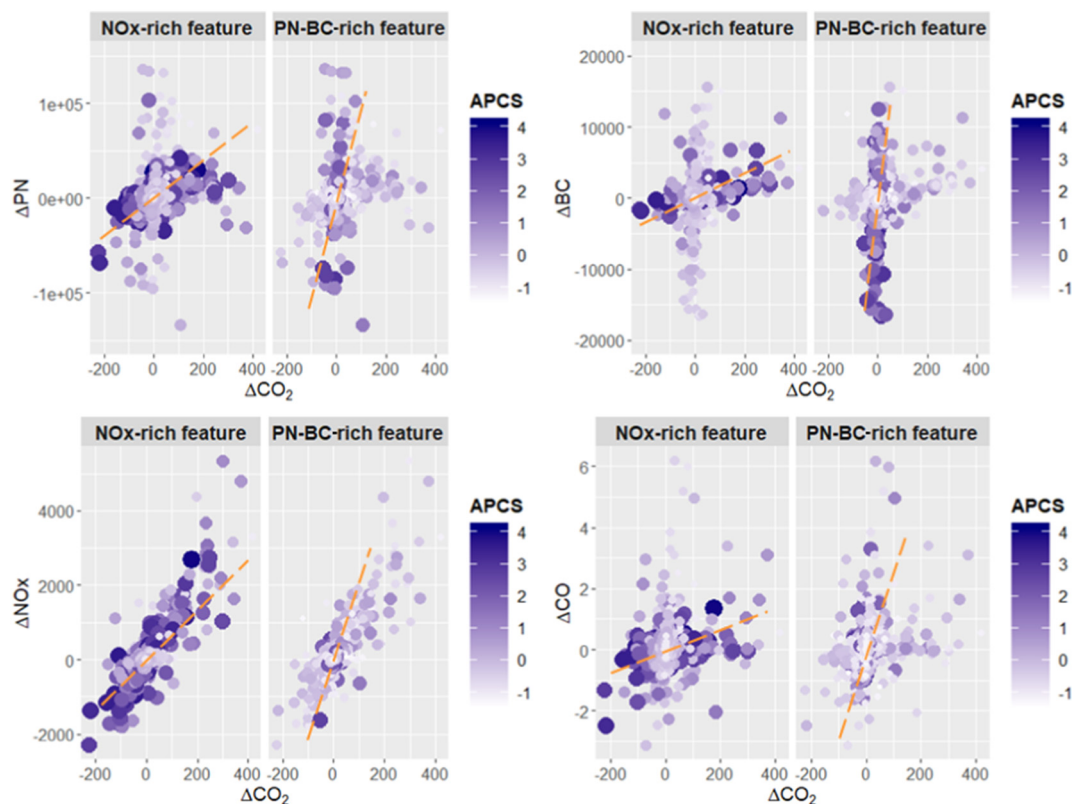 NOx-rich feature PN-BC-rich feature
APCS
4
3
2
1
0
-1
1e+05
0e+00
-1e+05
ΔPN
-200 0 200 400 -200 0 200 400
ΔCO₂
NOx-rich feature PN-BC-rich feature
APCS
4
3
2
1
0
-1
20000
10000
0
-10000
-20000
ΔBC
-200 0 200 400 -200 0 200 400
ΔCO₂
NOx-rich feature PN-BC-rich feature
APCS
4
3
2
1
0
-1
4000
2000
0
-2000
ΔNOx
-200 0 200 400 -200 0 200 400
ΔCO₂
NOx-rich feature PN-BC-rich feature
APCS
4
3
2
1
0
-1
6
4
2
0
-2
ΔCO
-200 0 200 400 -200 0 200 400
ΔCO₂